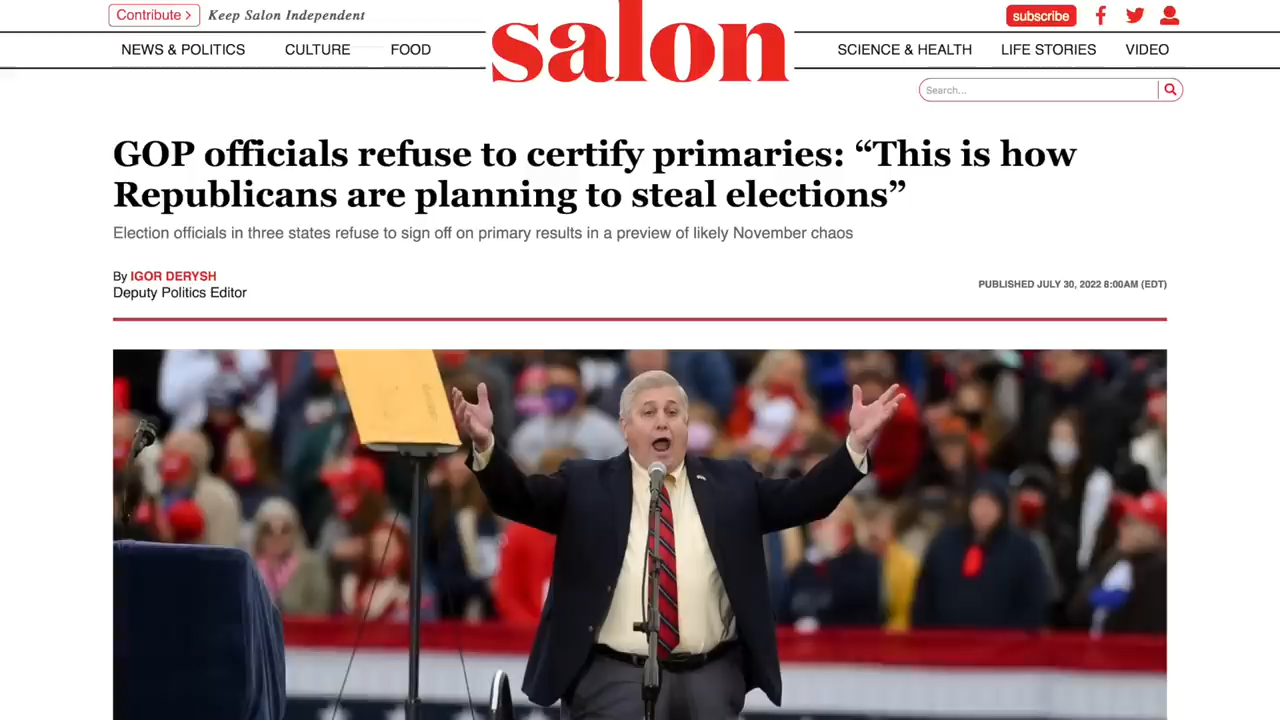 Contribute >
Keep Salon Independent
subscribe
NEWS & POLITICS
CULTURE
FOOD
salon
SCIENCE & HEALTH
LIFE STORIES
VIDEO
Search...
GOP officials refuse to certify primaries: “This is how
Republicans are planning to steal elections”
Election officials in three states refuse to sign off on primary results in a preview of likely November chaos
By IGOR DERYSH
Deputy Politics Editor
PUBLISHED JULY 30, 2022 8:00AM (EDT)